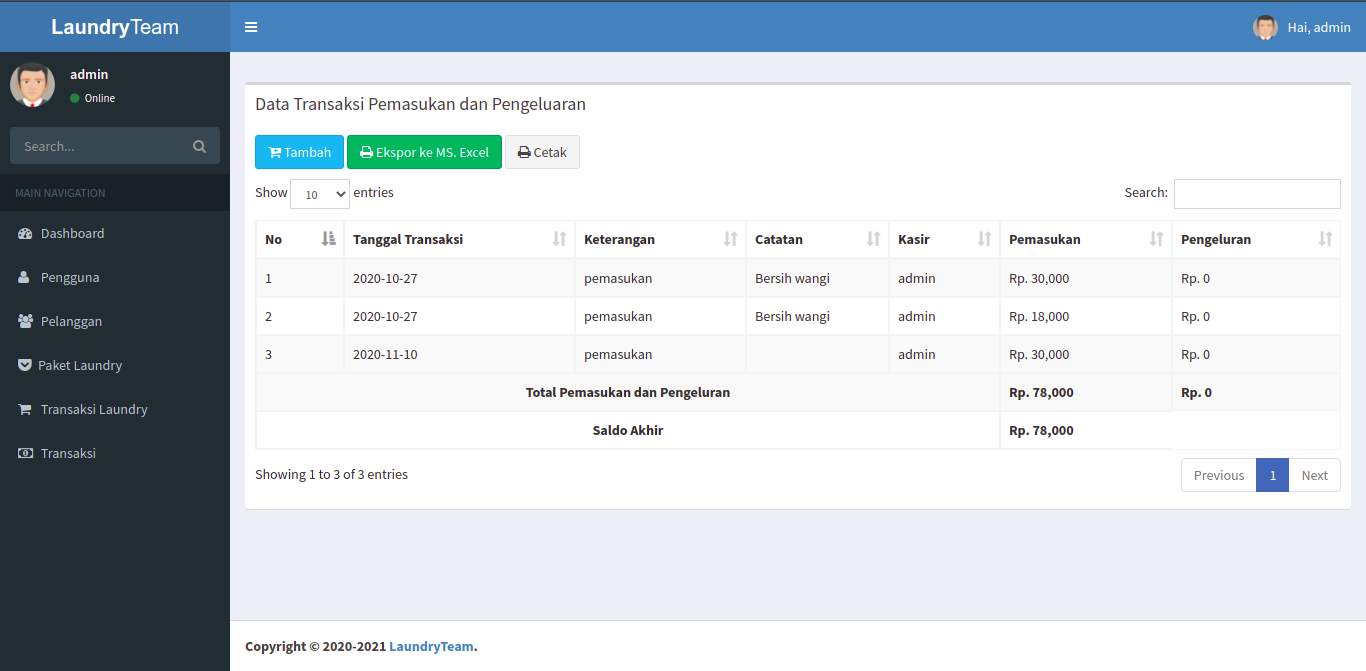 LaundryTeam
Hai, admin
admin
Online
Search...
MAIN NAVIGATION
Dashboard
Pengguna
Pelanggan
Paket Laundry
Transaksi Laundry
Transaksi
Data Transaksi Pemasukan dan Pengeluaran
Tambah Ekspor ke MS. Excel Cetak
Show 10 entries Search:
No Tanggal Transaksi Keterangan Catatan Kasir Pemasukan Pengeluran
1 2020-10-27 pemasukan Bersih wangi admin Rp. 30,000 Rp. 0
2 2020-10-27 pemasukan Bersih wangi admin Rp. 18,000 Rp. 0
3 2020-11-10 pemasukan admin Rp. 30,000 Rp. 0
Total Pemasukan dan Pengeluran Rp. 78,000 Rp. 0
Saldo Akhir Rp. 78,000
Showing 1 to 3 of 3 entries Previous 1 Next
Copyright © 2020-2021 LaundryTeam.